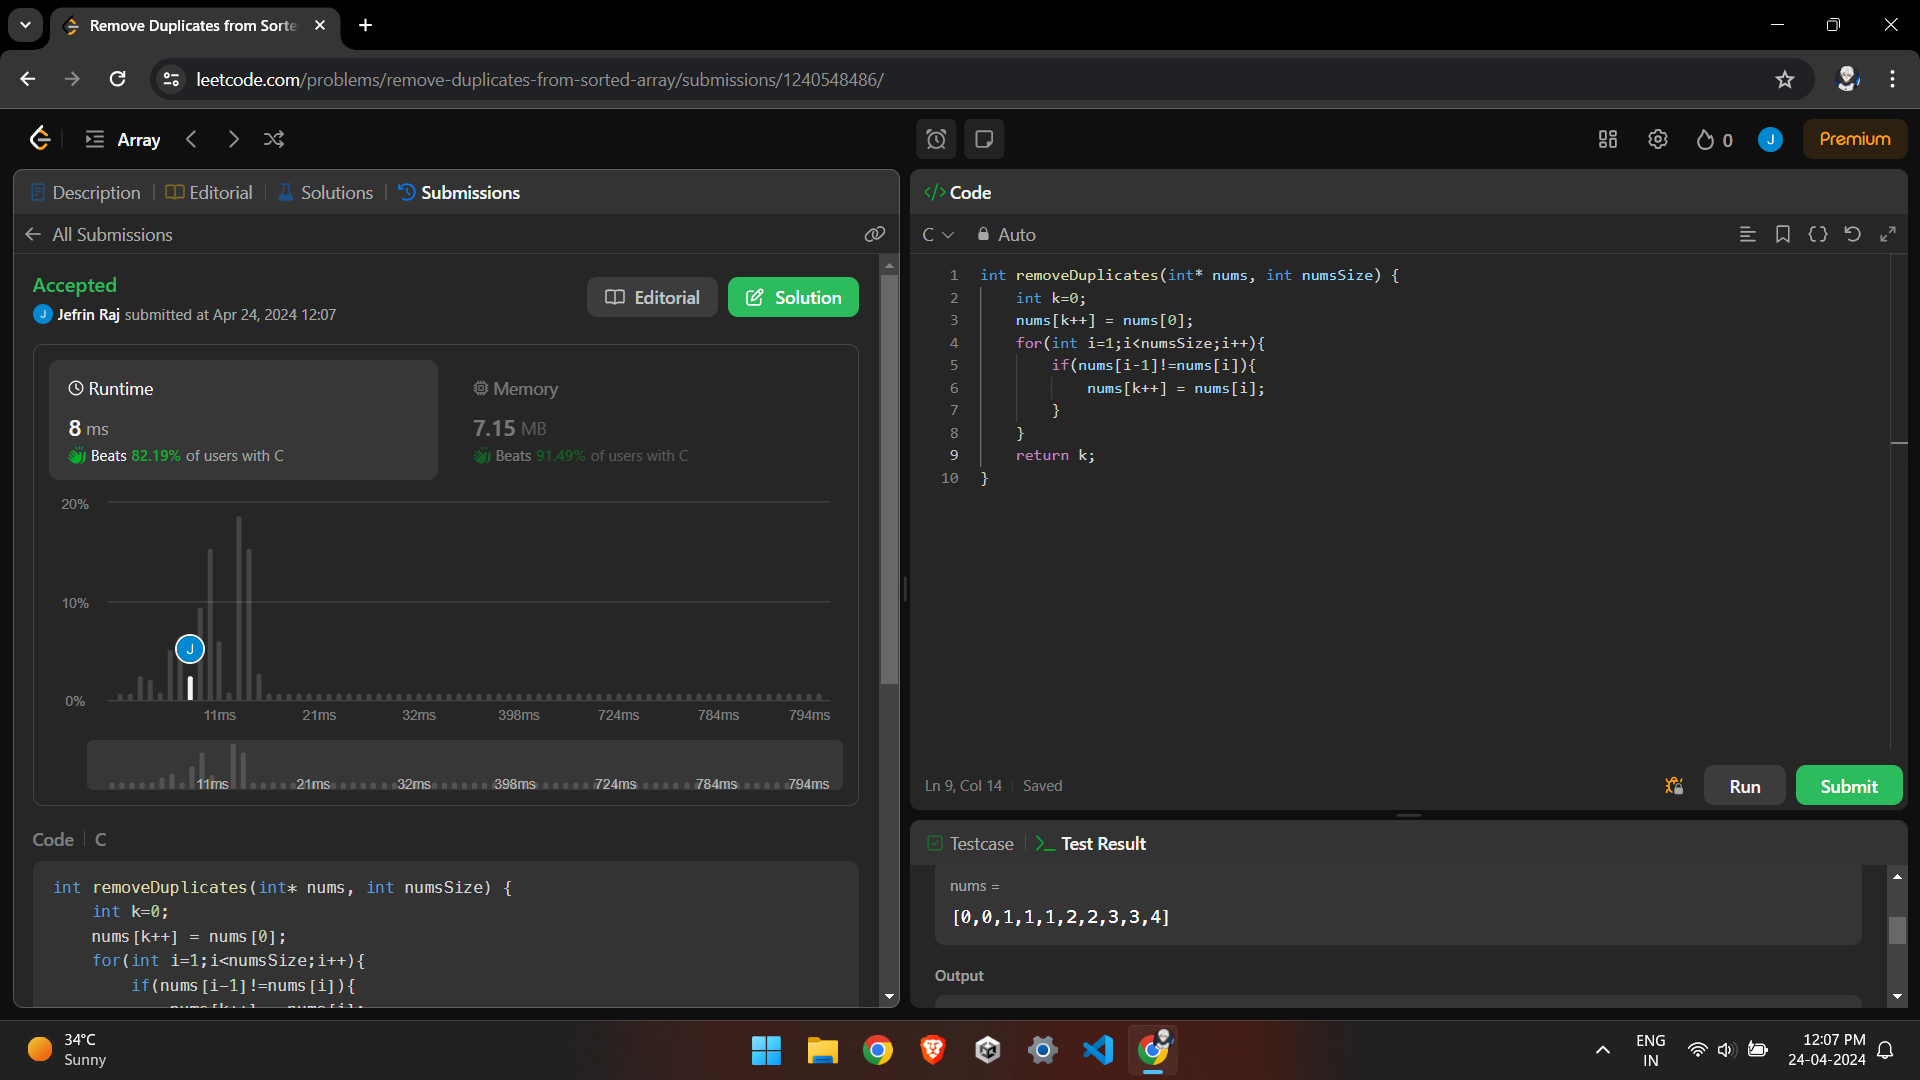 Remove Duplicates from Sorte
leetcode.com/problems/remove-duplicates-from-sorted-array/submissions/1240548486/
Array
0
J
Premium
Description
Editorial
Solutions
Submissions
All Submissions
Accepted
J Jefrin Raj submitted at Apr 24, 2024 12:07
Editorial
Solution
Runtime
8 ms
Beats 82.19% of users with C
Memory
7.15 MB
Beats 91.49% of users with C
20%
10%
0%
J
11ms 21ms 32ms 398ms 724ms 784ms 794ms
11ms 21ms 32ms 398ms 724ms 784ms 794ms
Code C
int removeDuplicates(int* nums, int numsSize) {
    int k=0;
    nums[k++] = nums[0];
    for(int i=1;i<numsSize;i++){
        if(nums[i-1]!=nums[i]){
            nums[k++] = nums[i];
</> Code
C
Auto
1 int removeDuplicates(int* nums, int numsSize) {
2     int k=0;
3     nums[k++] = nums[0];
4     for(int i=1;i<numsSize;i++){
5         if(nums[i-1]!=nums[i]){
6             nums[k++] = nums[i];
7         }
8     }
9     return k;
10 }
Ln 9, Col 14
Saved
Run
Submit
Testcase
Test Result
nums =
[0,0,1,1,1,2,2,3,3,4]
Output
34°C
Sunny
ENG
IN
12:07 PM
24-04-2024